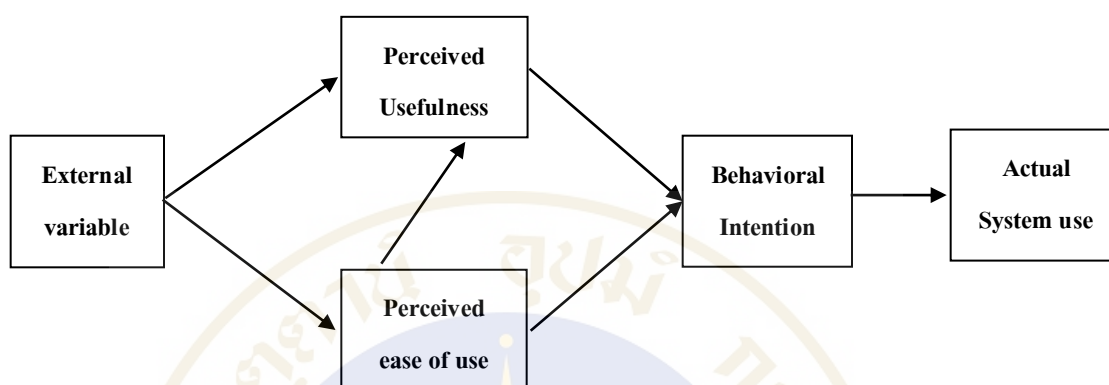 Perceived
Usefulness
External
variable
Behavioral
Intention
Actual
System use
Perceived
ease of use